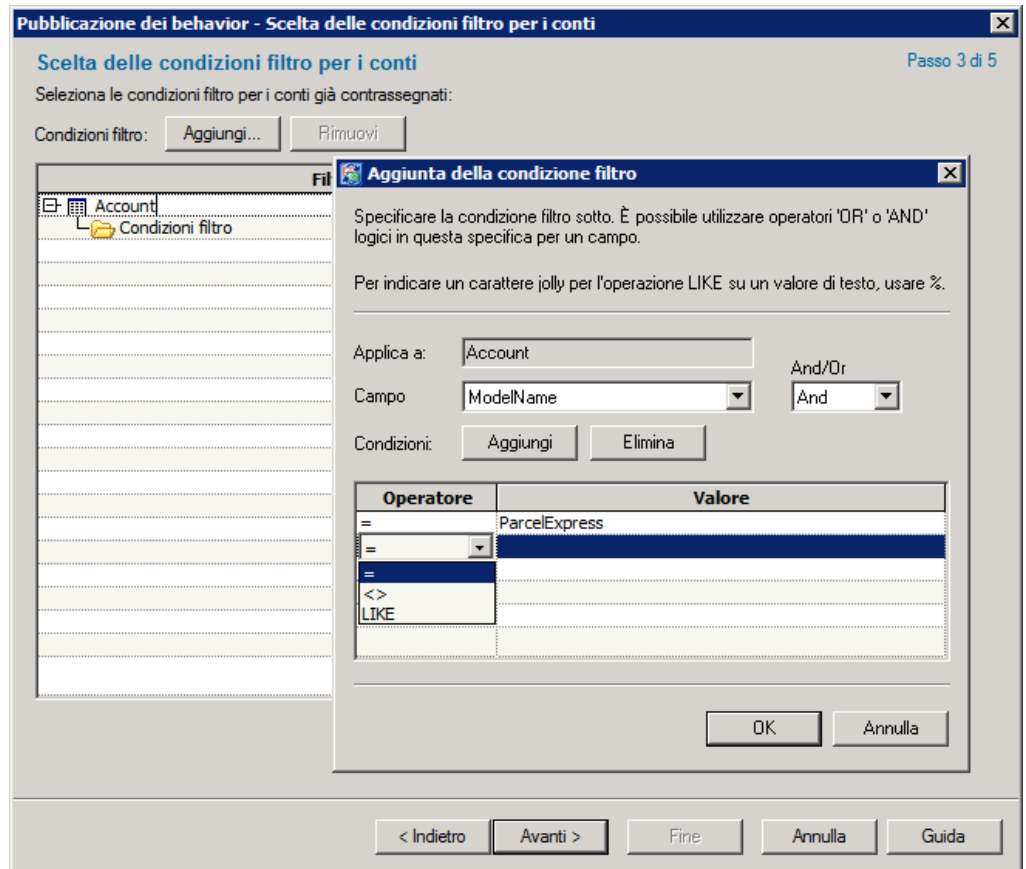 Pubblicazione dei behavior - Scelta delle condizioni filtro per i conti
Scelta delle condizioni filtro per i conti
Passo 3 di 5
Seleziona le condizioni filtro per i conti già contrassegnati:
Condizioni filtro:
Aggiungi...
Rimuovi
Fil
Account
Condizioni filtro
Aggiunta della condizione filtro
Specificare la condizione filtro sotto. È possibile utilizzare operatori 'OR' o 'AND'
logici in questa specifica per un campo.
Per indicare un carattere jolly per l'operazione LIKE su un valore di testo, usare %.
Applica a:
Account
And/Or
Campo
ModelName
And
Condizioni:
Aggiungi
Elimina
Operatore
Valore
=
ParcelExpress
=
=
<>
LIKE
OK
Annulla
< Indietro
Avanti >
Fine
Annulla
Guida